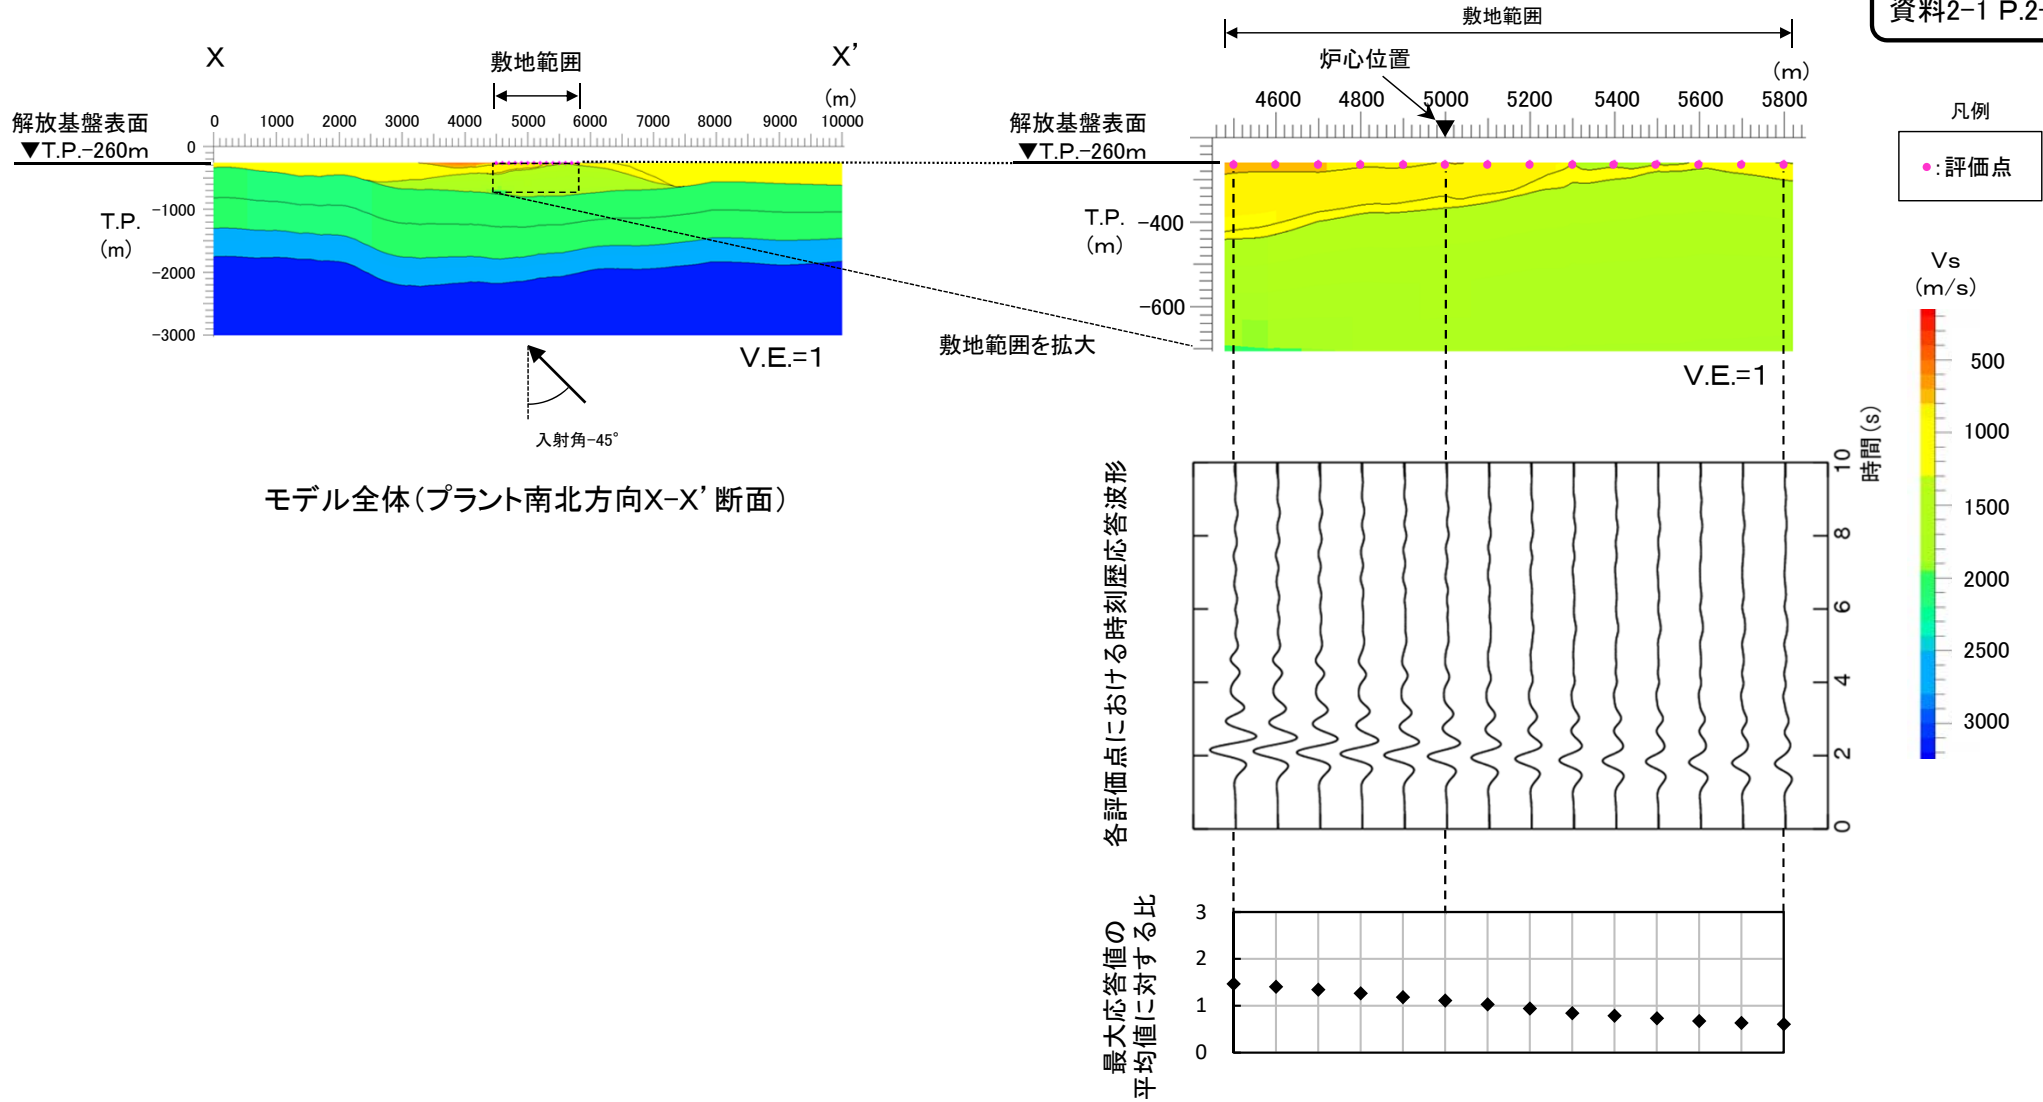 資料2-1 P.2-
X
X’
敷地範囲
(m)
0 1000 2000 3000 4000 5000 6000 7000 8000 9000 10000
解放基盤表面
▼T.P.-260m
0
-1000
-2000
-3000
T.P.
(m)
V.E.=1
入射角-45°
モデル全体(プラント南北方向X-X’断面)
敷地範囲
炉心位置
(m)
4600 4800 5000 5200 5400 5600 5800
解放基盤表面
▼T.P.-260m
T.P.
(m)
-400
-600
敷地範囲を拡大
V.E.=1
凡例
●:評価点
Vs
(m/s)
500
1000
1500
2000
2500
3000
各評価点における時刻歴応答波形
時間(s)
10
8
6
4
2
0
最大応答値の
平均値に対する比
3
2
1
0